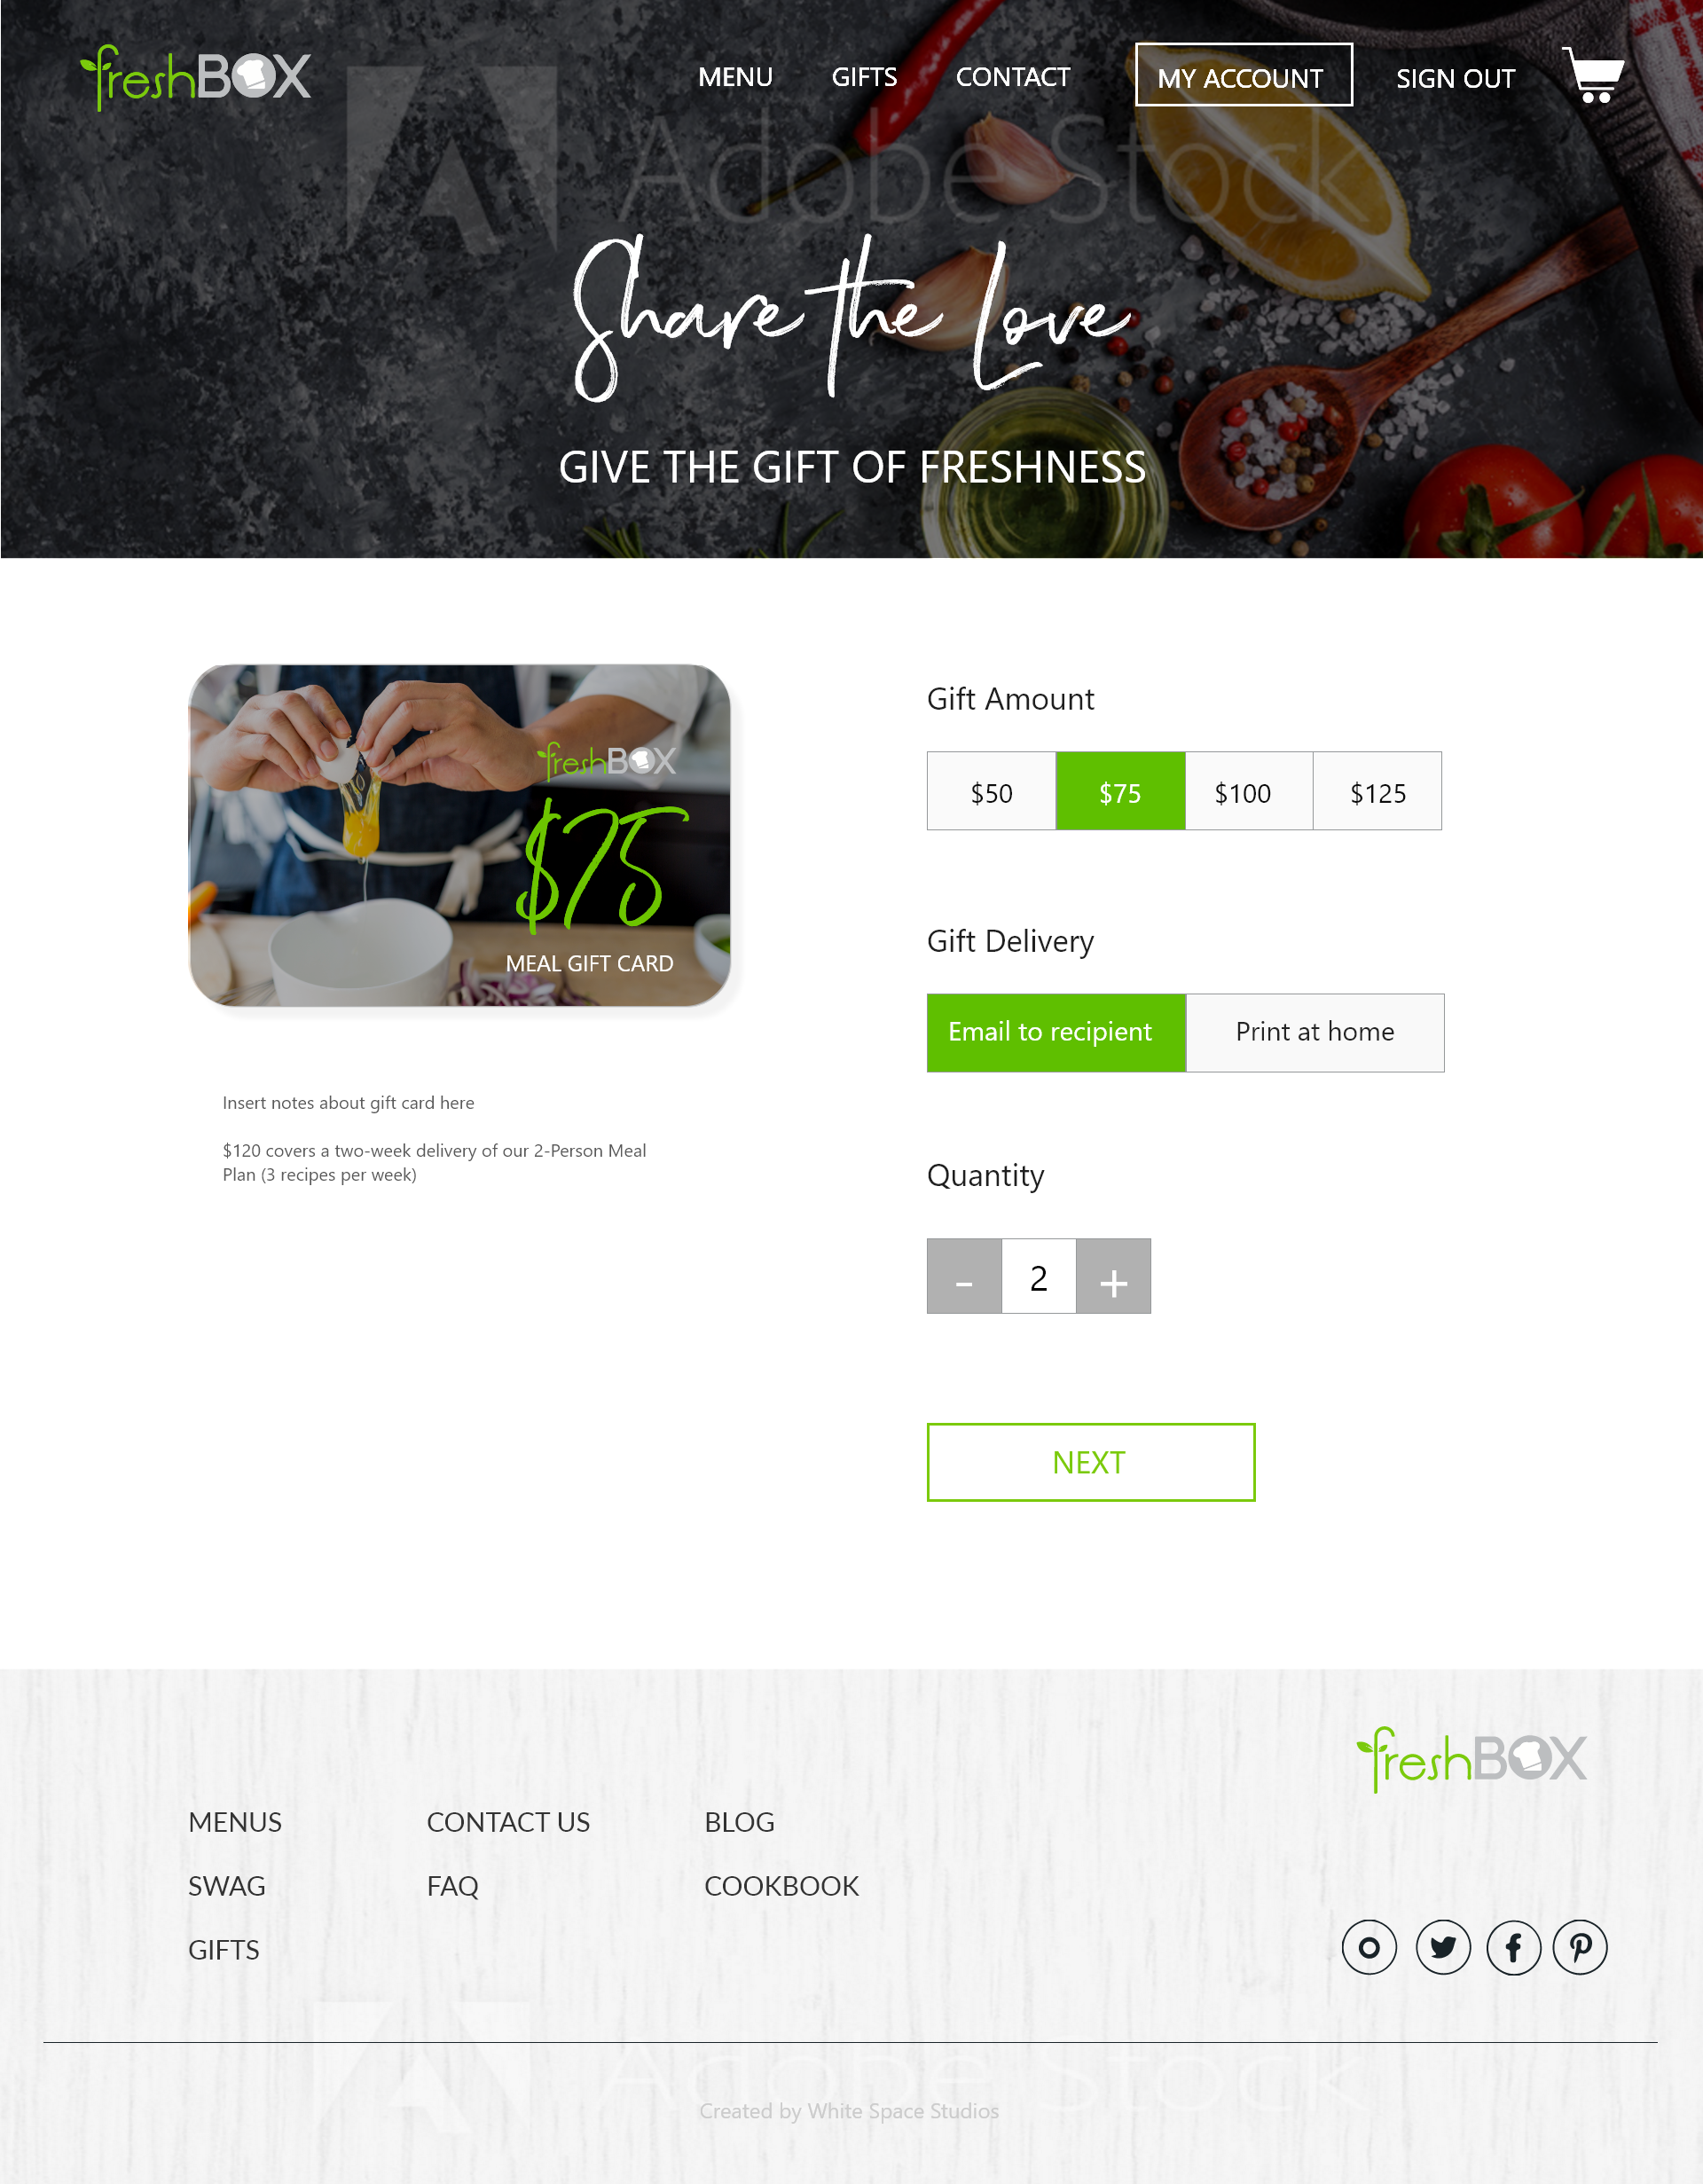 freshBOX
MENU
GIFTS
CONTACT
MY ACCOUNT
SIGN OUT
Adobe Stock
Share the Love
GIVE THE GIFT OF FRESHNESS
freshBOX
$75
MEAL GIFT CARD
Insert notes about gift card here
$120 covers a two-week delivery of our 2-Person Meal
Plan (3 recipes per week)
Gift Amount
$50
$75
$100
$125
Gift Delivery
Email to recipient
Print at home
Quantity
-
2
+
NEXT
freshBOX
MENUS
CONTACT US
BLOG
SWAG
FAQ
COOKBOOK
GIFTS
Adobe Stock
Created by White Space Studios